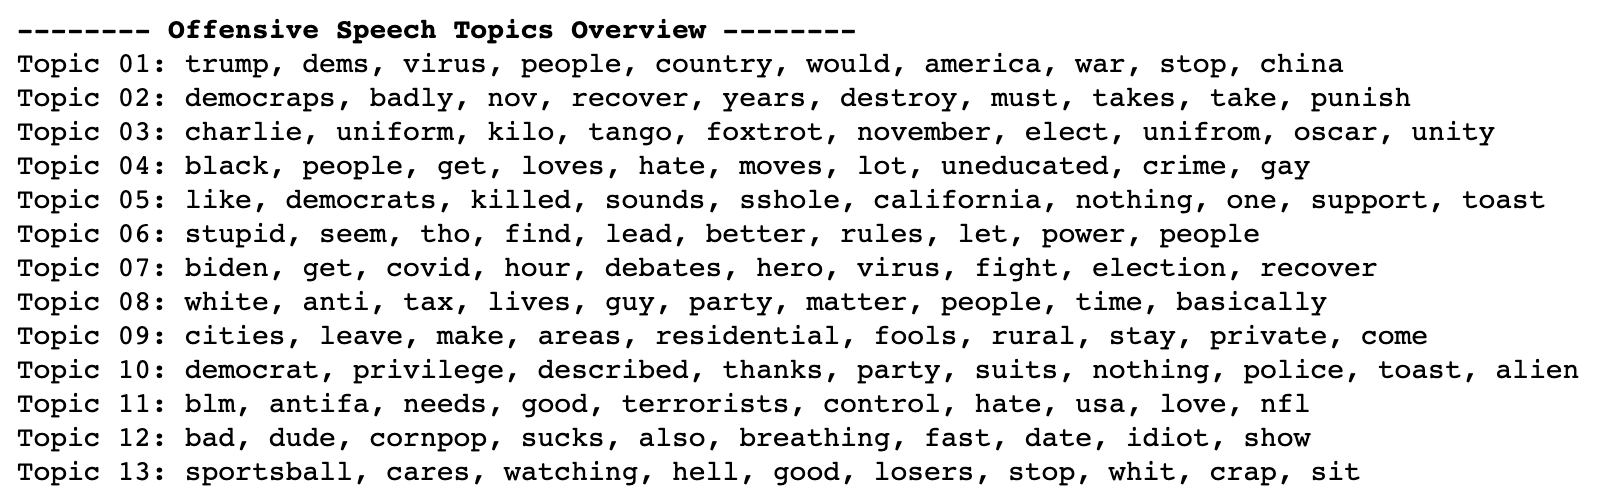 -------- Offensive Speech Topics Overview --------
Topic 01: trump, dems, virus, people, country, would, america, war, stop, china
Topic 02: democraps, badly, nov, recover, years, destroy, must, takes, take, punish
Topic 03: charlie, uniform, kilo, tango, foxtrot, november, elect, unifrom, oscar, unity
Topic 04: black, people, get, loves, hate, moves, lot, uneducated, crime, gay
Topic 05: like, democrats, killed, sounds, sshole, california, nothing, one, support, toast
Topic 06: stupid, seem, tho, find, lead, better, rules, let, power, people
Topic 07: biden, get, covid, hour, debates, hero, virus, fight, election, recover
Topic 08: white, anti, tax, lives, guy, party, matter, people, time, basically
Topic 09: cities, leave, make, areas, residential, fools, rural, stay, private, come
Topic 10: democrat, privilege, described, thanks, party, suits, nothing, police, toast, alien
Topic 11: blm, antifa, needs, good, terrorists, control, hate, usa, love, nfl
Topic 12: bad, dude, cornpop, sucks, also, breathing, fast, date, idiot, show
Topic 13: sportsball, cares, watching, hell, good, losers, stop, whit, crap, sit